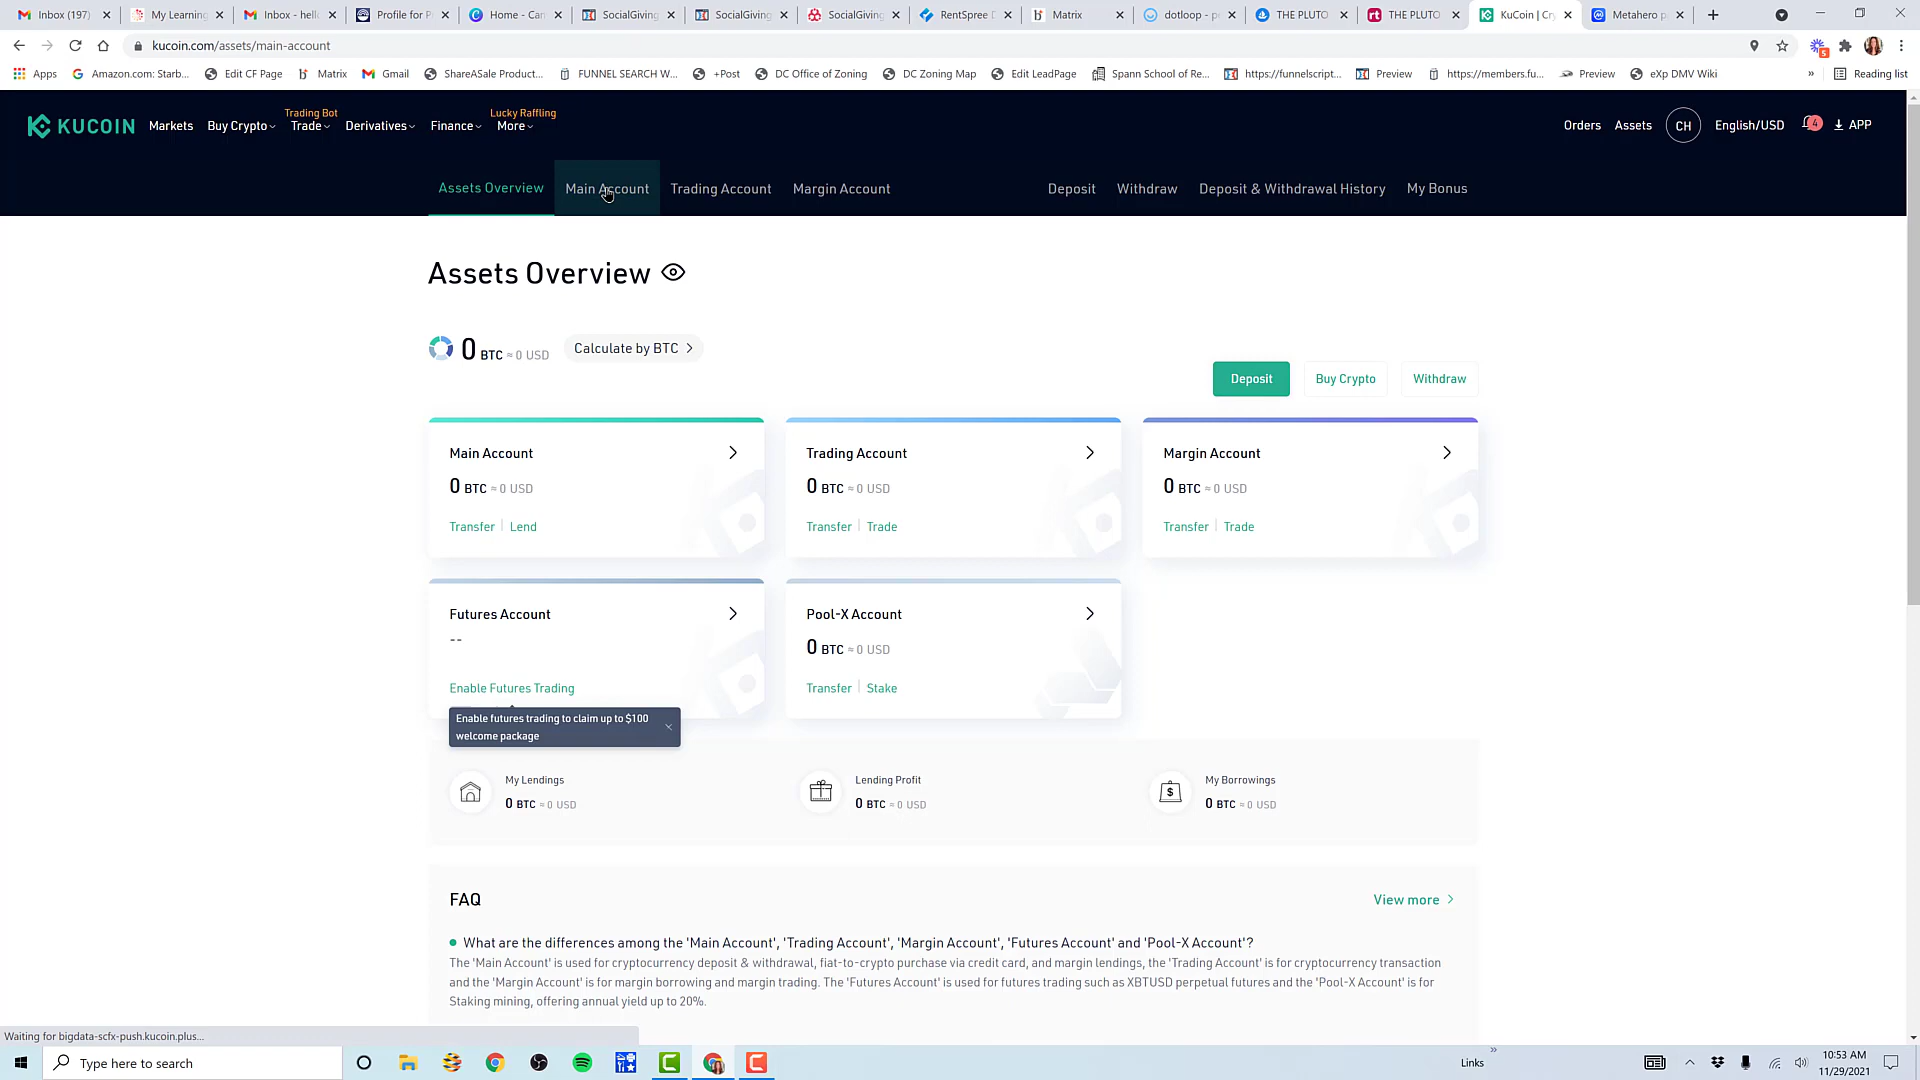 Inbox (197)
My Learning
Inbox - hell
Profile for P
Home - Can
SocialGiving
SocialGiving
SocialGiving
RentSpree D
Matrix
dotloop - p
THE PLUTO
THE PLUTO
KuCoin | Cry
Metahero p
kucoin.com/assets/main-account
5
Apps
Amazon.com: Starb...
Edit CF Page
Matrix
Gmail
ShareASale Product...
FUNNEL SEARCH W...
+Post
DC Office of Zoning
DC Zoning Map
Edit LeadPage
Spann School of Re...
https://funnelscript...
Preview
https://members.fu...
Preview
eXp DMV Wiki
»
Reading list
Trading Bot
Lucky Raffling
KUCOIN
Markets
Buy Crypto
Trade
Derivatives
Finance
More
Orders
Assets
CH
English/USD
4
APP
Assets Overview
Main Account
Trading Account
Margin Account
Deposit
Withdraw
Deposit & Withdrawal History
My Bonus
Assets Overview
0 BTC ≈ 0 USD
Calculate by BTC
Deposit
Buy Crypto
Withdraw
Main Account
0 BTC ≈ 0 USD
Transfer | Lend
Trading Account
0 BTC ≈ 0 USD
Transfer | Trade
Margin Account
0 BTC ≈ 0 USD
Transfer | Trade
Futures Account
--
Enable Futures Trading
Enable futures trading to claim up to $100
welcome package
Pool-X Account
0 BTC ≈ 0 USD
Transfer | Stake
My Lendings
0 BTC ≈ 0 USD
Lending Profit
0 BTC ≈ 0 USD
My Borrowings
0 BTC ≈ 0 USD
FAQ
View more
What are the differences among the 'Main Account', 'Trading Account', 'Margin Account', 'Futures Account' and 'Pool-X Account'?
The 'Main Account' is used for cryptocurrency deposit & withdrawal, fiat-to-crypto purchase via credit card, and margin lendings, the 'Trading Account' is for cryptocurrency transaction
and the 'Margin Account' is for margin borrowing and margin trading. The 'Futures Account' is used for futures trading such as XBTUSD perpetual futures and the 'Pool-X Account' is for
Staking mining, offering annual yield up to 20%.
Waiting for bigdata-scfx-push.kucoin.plus...
Type here to search
Links
»
10:53 AM
11/29/2021